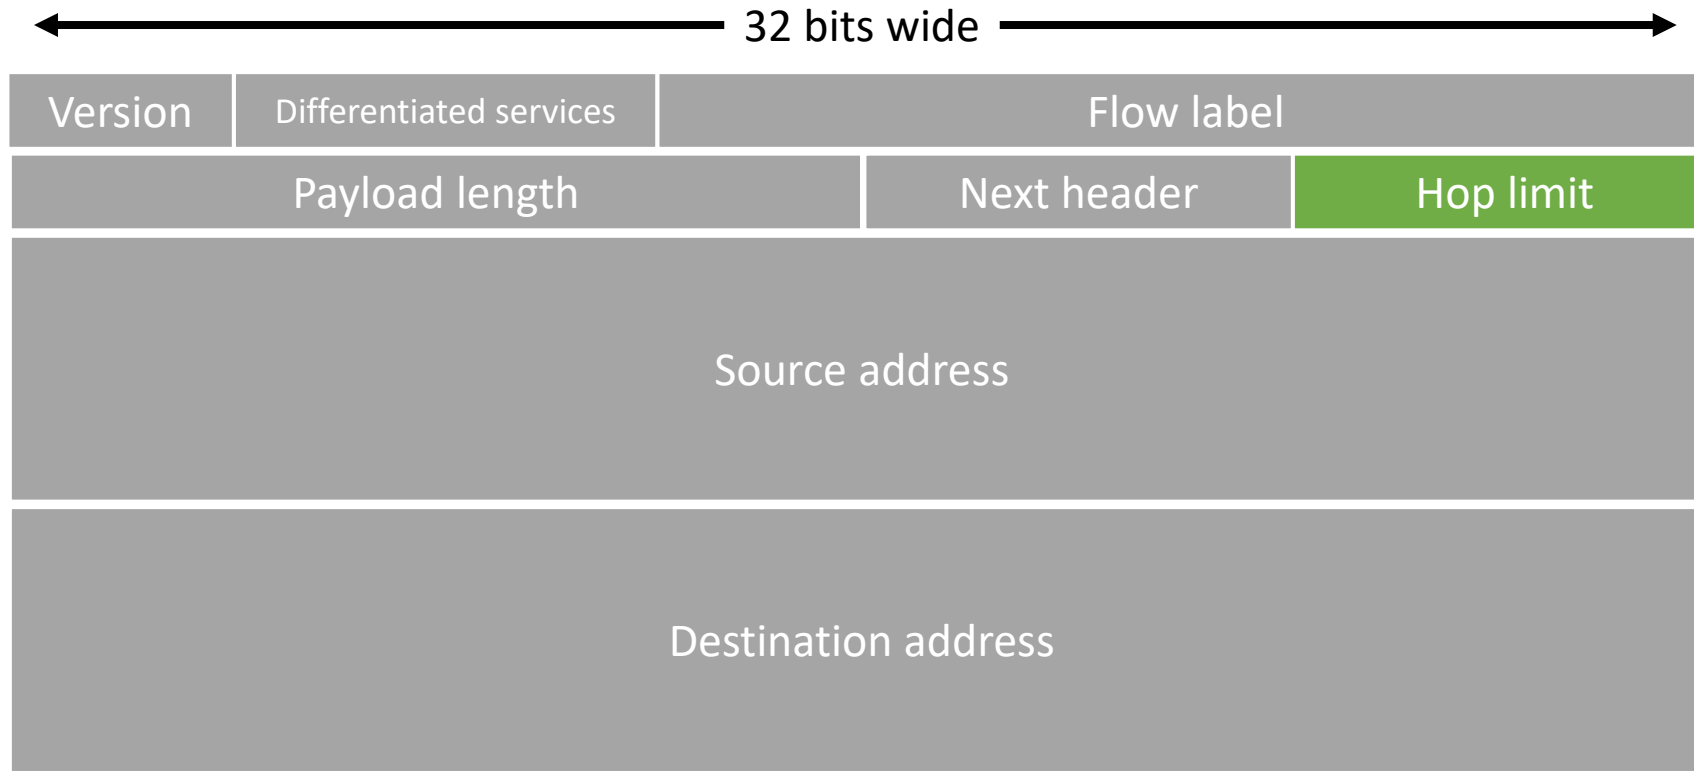 32 bits wide
Version Differentiated services Flow label
Payload length Next header Hop limit
Source address
Destination address